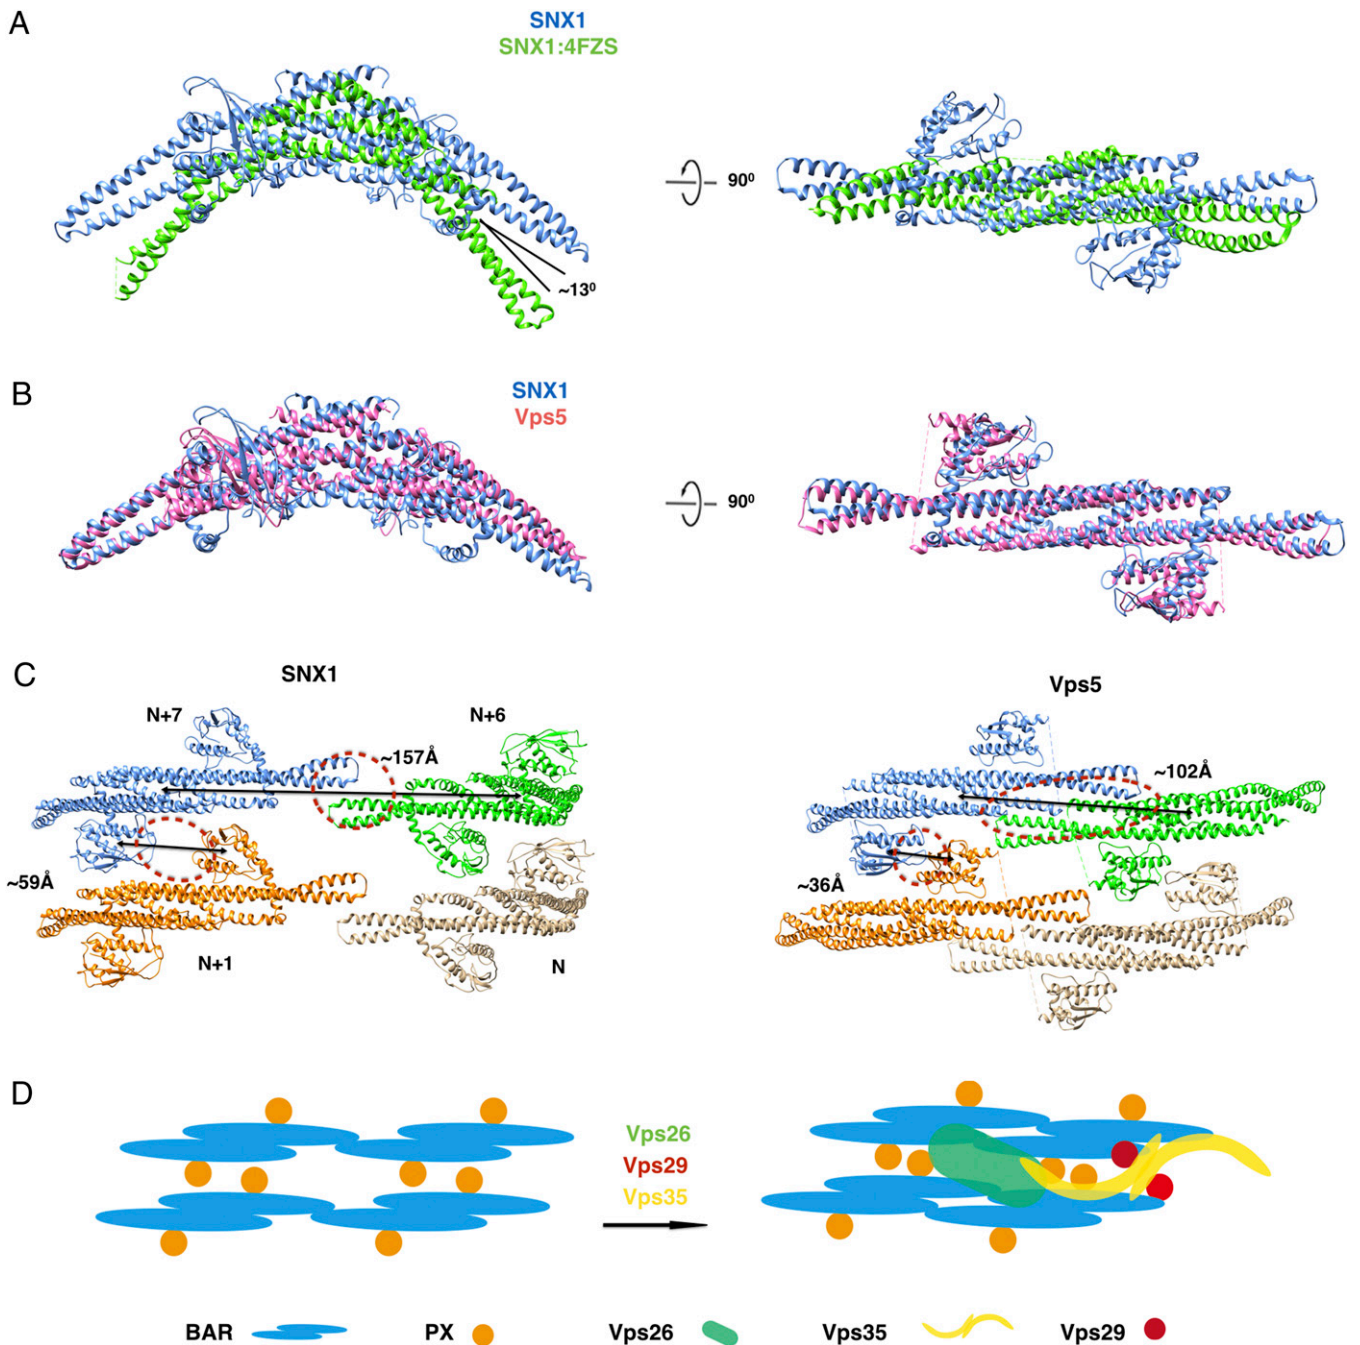 A
SNX1
SNX1:4FZS
90⁰
~13⁰
B
SNX1
Vps5
90⁰
C
SNX1
Vps5
N+7
N+6
~157Å
~102Å
~59Å
~36Å
N+1
N
D
Vps26
Vps29
Vps35
BAR
PX
Vps26
Vps35
Vps29